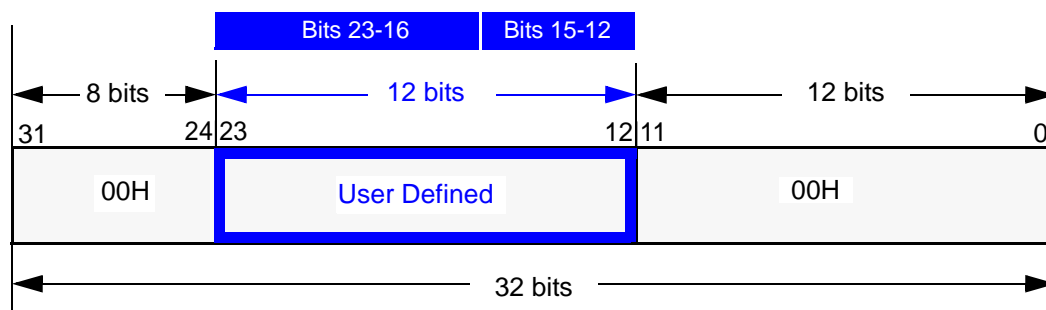 Bits 23-16 Bits 15-12
8 bits 12 bits 12 bits
31 24 23 12 11 0
00H User Defined 00H
32 bits